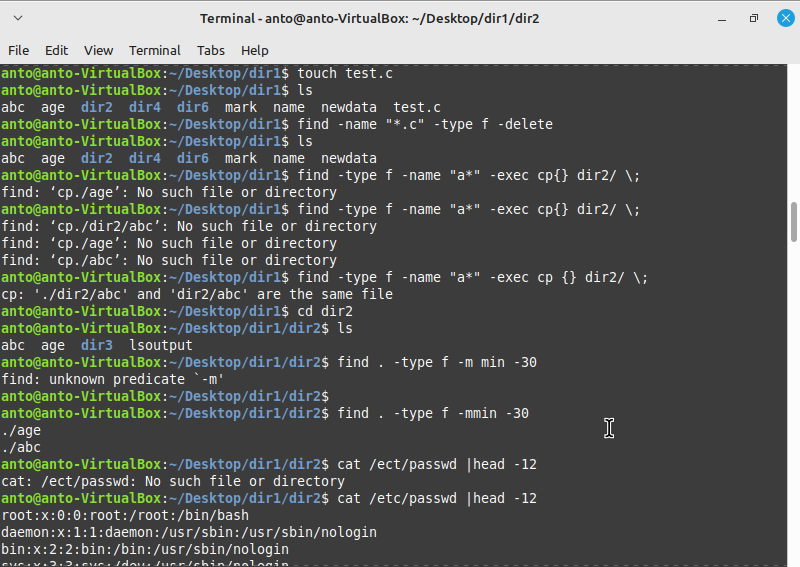 Terminal - anto@anto-VirtualBox: ~/Desktop/dir1/dir2
File Edit View Terminal Tabs Help
anto@anto-VirtualBox:~/Desktop/dir1$ touch test.c
anto@anto-VirtualBox:~/Desktop/dir1$ ls
abc  age  dir2  dir4  dir6  mark  name  newdata  test.c
anto@anto-VirtualBox:~/Desktop/dir1$ find -name "*.c" -type f -delete
anto@anto-VirtualBox:~/Desktop/dir1$ ls
abc  age  dir2  dir4  dir6  mark  name  newdata
anto@anto-VirtualBox:~/Desktop/dir1$ find -type f -name "a*" -exec cp{} dir2/ \;
find: ‘cp./age’: No such file or directory
anto@anto-VirtualBox:~/Desktop/dir1$ find -type f -name "a*" -exec cp{} dir2/ \;
find: ‘cp./dir2/abc’: No such file or directory
find: ‘cp./age’: No such file or directory
find: ‘cp./abc’: No such file or directory
anto@anto-VirtualBox:~/Desktop/dir1$ find -type f -name "a*" -exec cp {} dir2/ \;
cp: './dir2/abc' and 'dir2/abc' are the same file
anto@anto-VirtualBox:~/Desktop/dir1$ cd dir2
anto@anto-VirtualBox:~/Desktop/dir1/dir2$ ls
abc  age  dir3  lsoutput
anto@anto-VirtualBox:~/Desktop/dir1/dir2$ find . -type f -m min -30
find: unknown predicate `-m'
anto@anto-VirtualBox:~/Desktop/dir1/dir2$
anto@anto-VirtualBox:~/Desktop/dir1/dir2$ find . -type f -mmin -30
./age
./abc
anto@anto-VirtualBox:~/Desktop/dir1/dir2$ cat /ect/passwd |head -12
cat: /ect/passwd: No such file or directory
anto@anto-VirtualBox:~/Desktop/dir1/dir2$ cat /etc/passwd |head -12
root:x:0:0:root:/root:/bin/bash
daemon:x:1:1:daemon:/usr/sbin:/usr/sbin/nologin
bin:x:2:2:bin:/bin:/usr/sbin/nologin
sys:x:3:3:sys:/dev:/usr/sbin/nologin